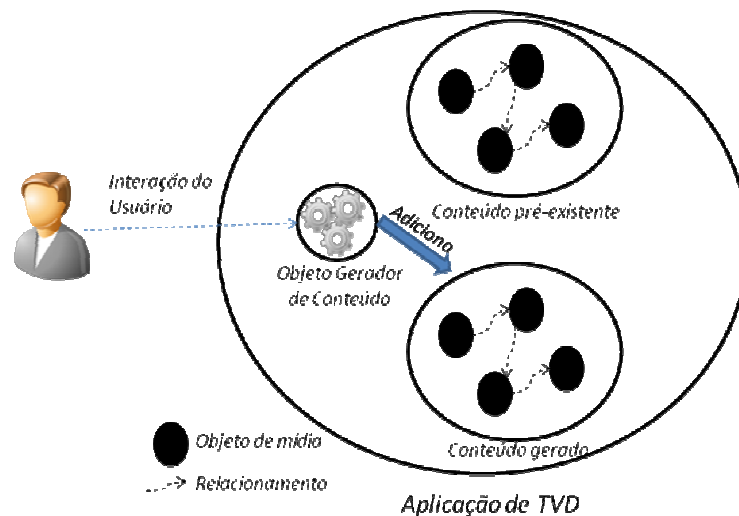 Interação do
Usuário
Conteúdo pré-existente
Adiciona
Objeto Gerador
de Conteúdo
Conteúdo gerado
Objeto de mídia
Relacionamento
Aplicação de TVD